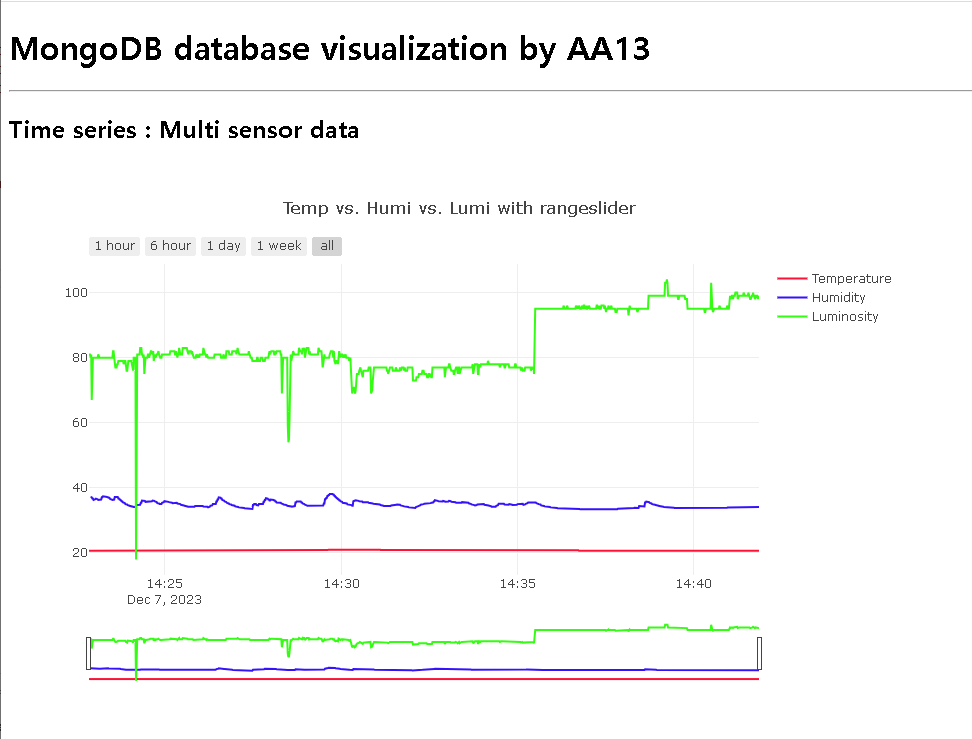 MongoDB database visualization by AA13
Time series : Multi sensor data
Temp vs. Humi vs. Lumi with rangeslider
1 hour 6 hour 1 day 1 week all
Temperature
Humidity
Luminosity
100
80
60
40
20
14:25 14:30 14:35 14:40
Dec 7, 2023